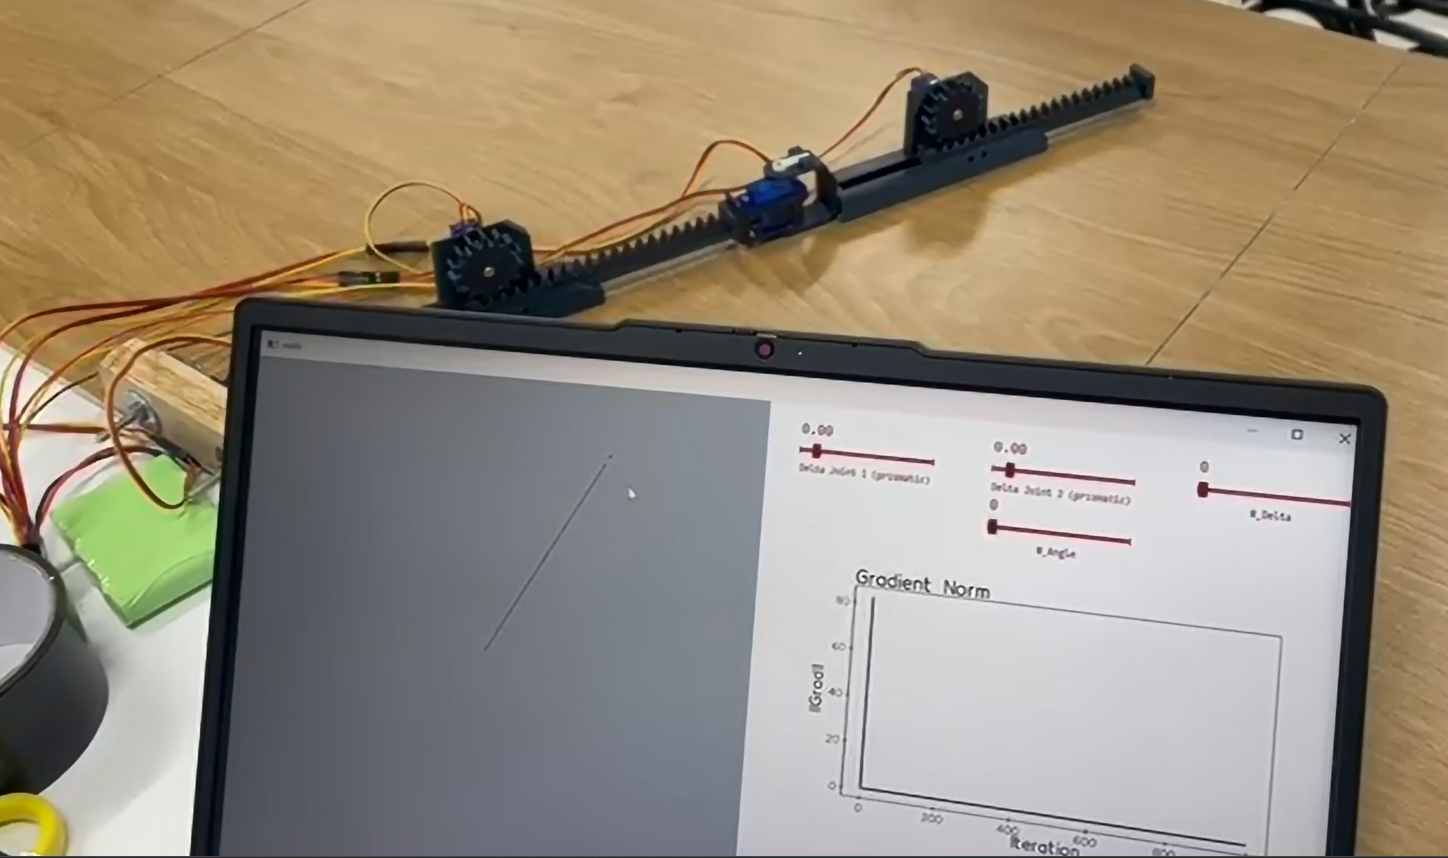 0.00
Delta Joint 1 (prismatic)
0.00
Delta Joint 2 (prismatic)
0
W_Delta
0
W_Angle
Gradient Norm
80
60
40
20
0
||Grad||
0
200
400
600
800
Iteration